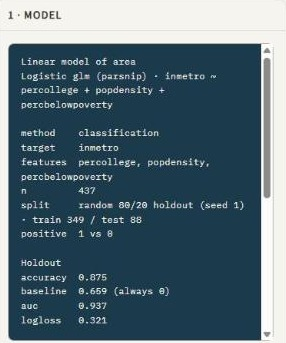 1 · MODEL
Linear model of area
Logistic glm (parsnip) · inmetro ~
percollege + popdensity +
percbelowpoverty
method classification
target inmetro
features percollege, popdensity,
percbelowpoverty
n 437
split random 80/20 holdout (seed 1)
· train 349 / test 88
positive 1 vs 0
Holdout
accuracy 0.875
baseline 0.659 (always 0)
auc 0.937
logloss 0.321